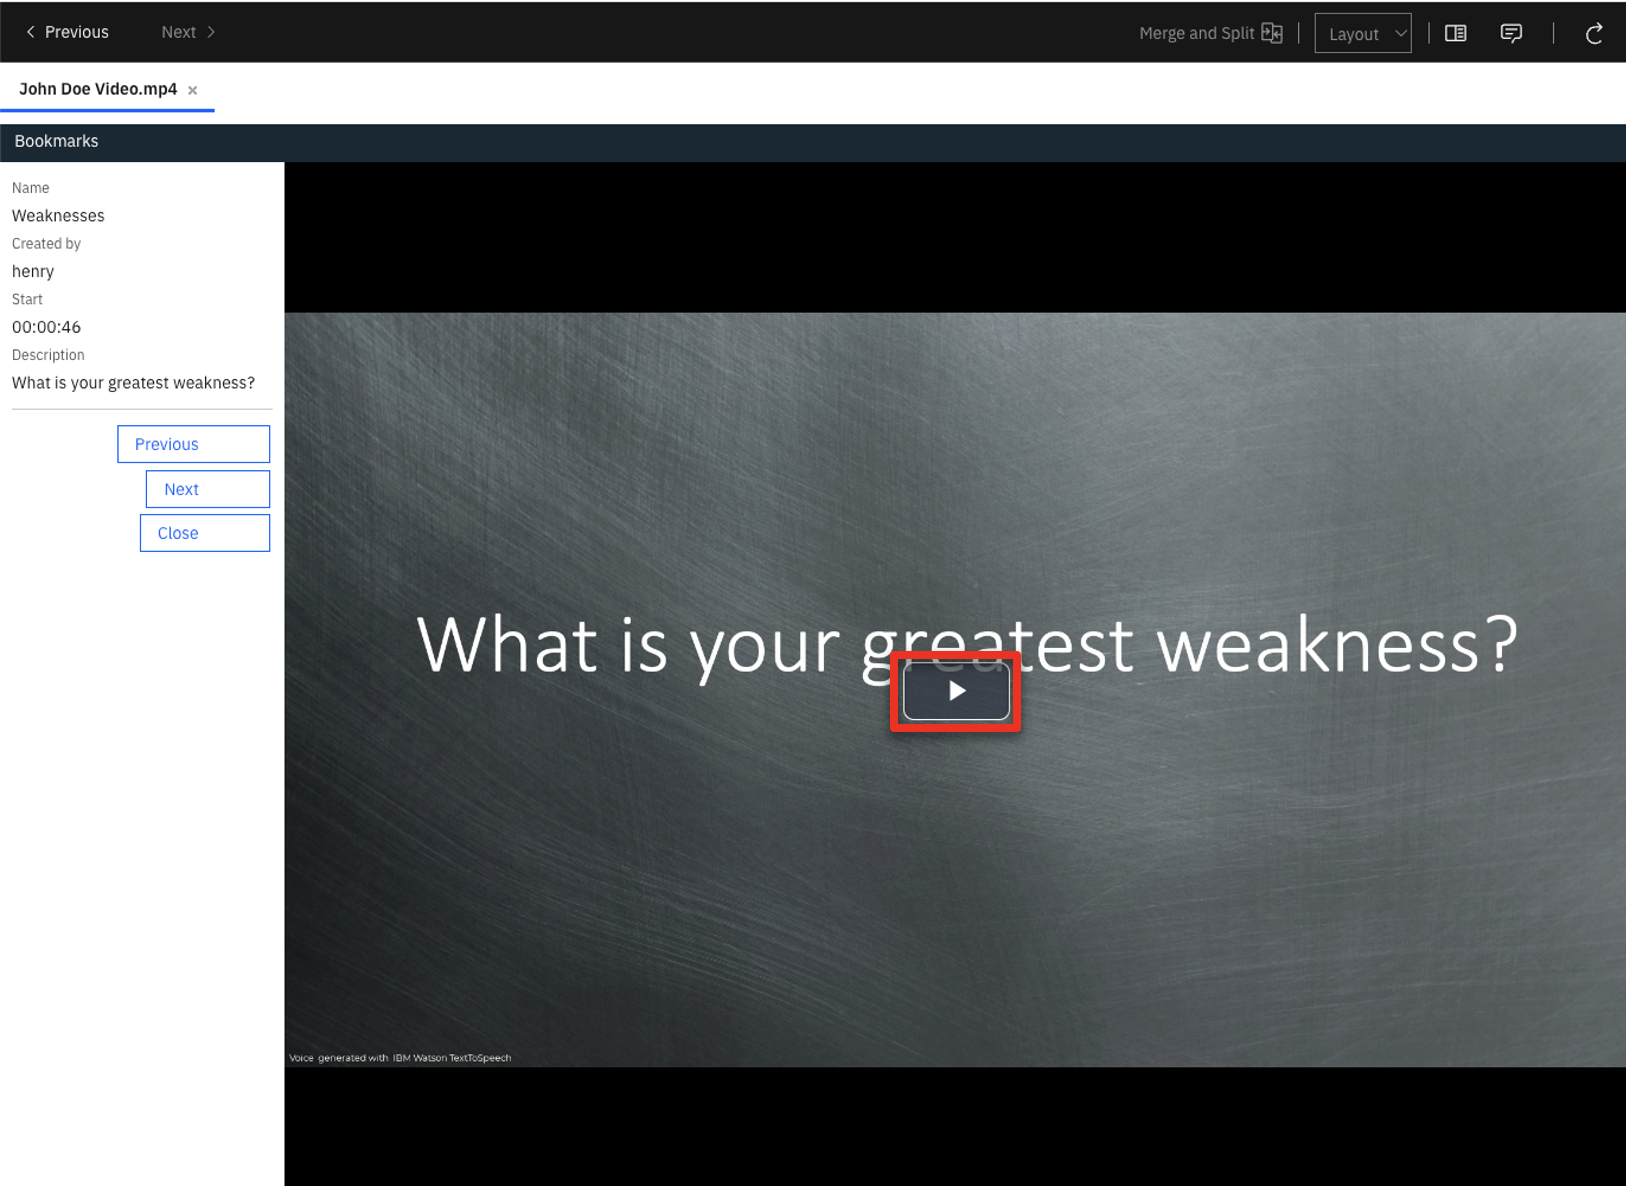 Previous Next Merge and Split Layout
John Doe Video.mp4
Bookmarks
Name
Weaknesses
Created by
henry
Start
00:00:46
Description
What is your greatest weakness?
Previous
Next
Close
What is your greatest weakness?
Voice generated with IBM Watson TextToSpeech